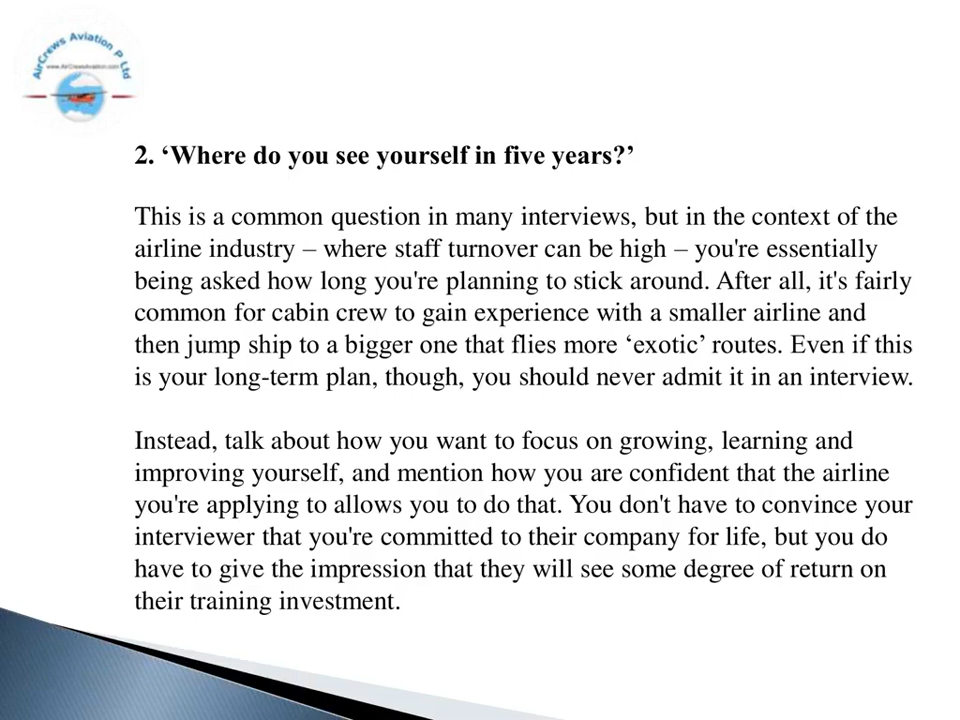 AirCrews Aviation P Ltd
www.AirCrewsAviation.com
2. ‘Where do you see yourself in five years?’
This is a common question in many interviews, but in the context of the
airline industry – where staff turnover can be high – you're essentially
being asked how long you're planning to stick around. After all, it's fairly
common for cabin crew to gain experience with a smaller airline and
then jump ship to a bigger one that flies more ‘exotic’ routes. Even if this
is your long-term plan, though, you should never admit it in an interview.
Instead, talk about how you want to focus on growing, learning and
improving yourself, and mention how you are confident that the airline
you're applying to allows you to do that. You don't have to convince your
interviewer that you're committed to their company for life, but you do
have to give the impression that they will see some degree of return on
their training investment.